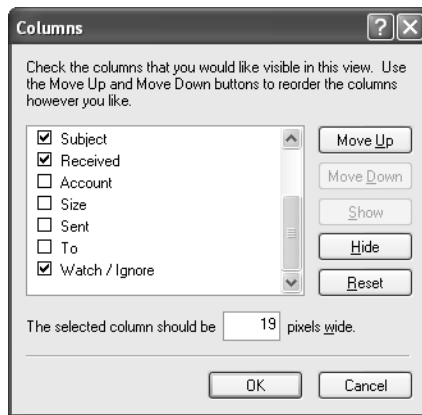 Columns
Check the columns that you would like visible in this view. Use
the Move Up and Move Down buttons to reorder the columns
however you like.
Subject
Received
Account
Size
Sent
To
Watch / Ignore
Move Up
Move Down
Show
Hide
Reset
The selected column should be 19 pixels wide.
OK Cancel